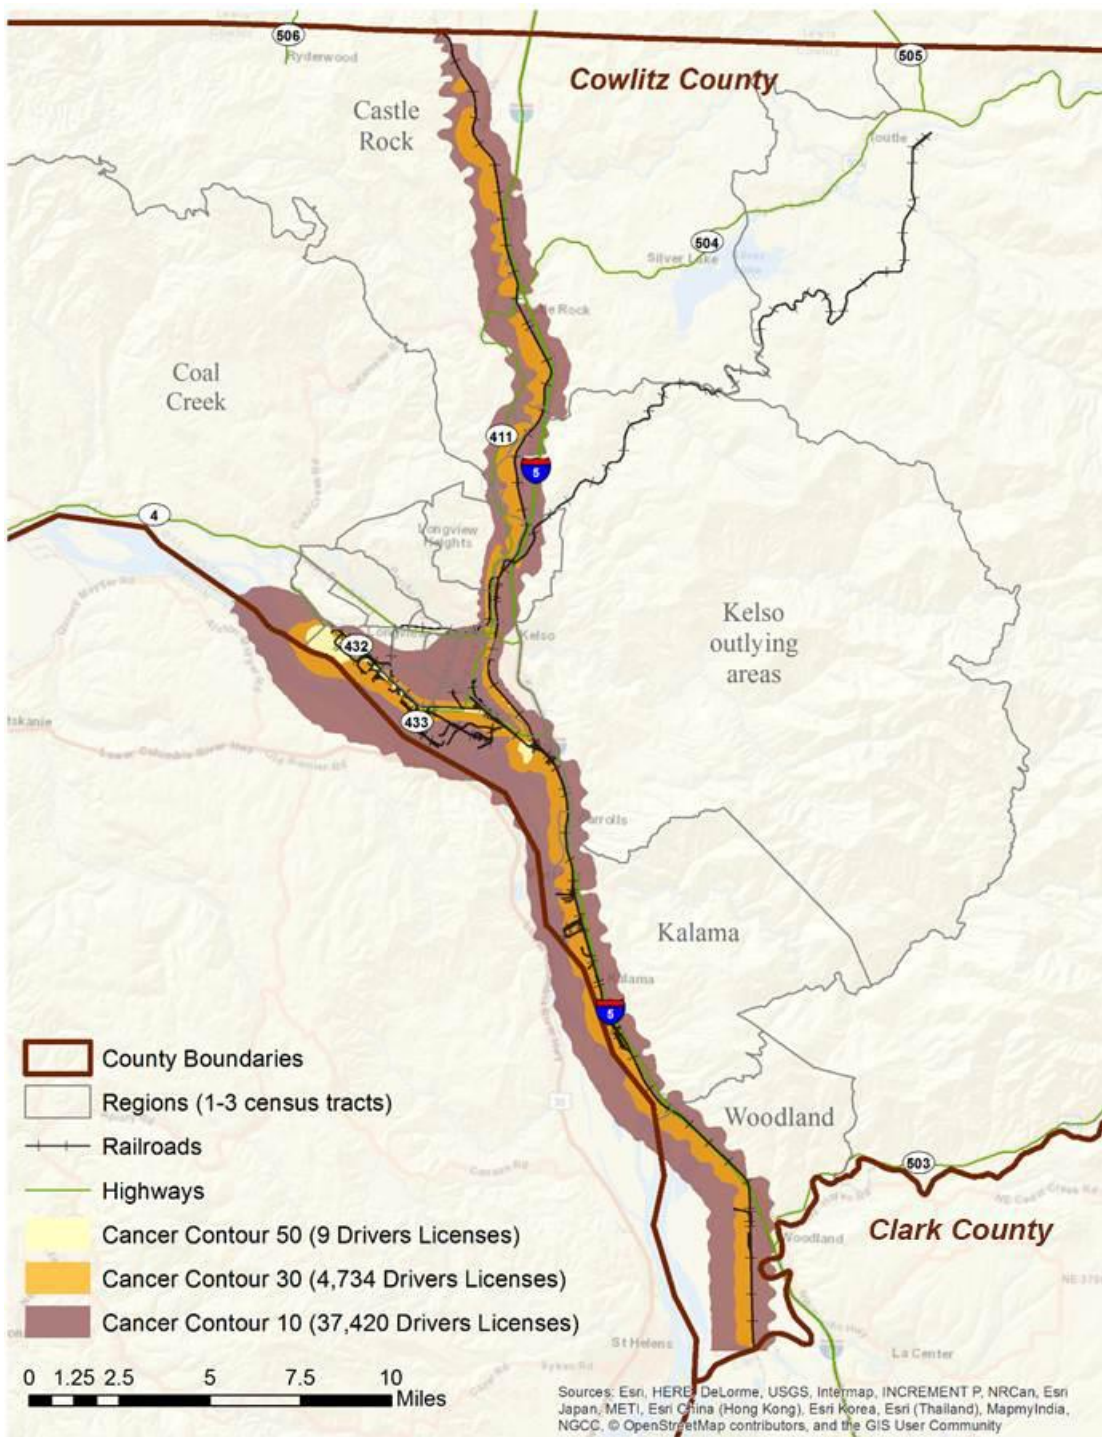 506
Ryderwood
Cowlitz County
505
Castle
Rock
Toutle
504
Silver Lake
Coal
Creek
411
5
4
Longview
Heights
Kelso
outlying
areas
Kelso
432
433
Kalama
Kalama
5
Woodland
503
Clark County
Woodland
St Helens
La Center
County Boundaries
Regions (1-3 census tracts)
Railroads
Highways
Cancer Contour 50 (9 Drivers Licenses)
Cancer Contour 30 (4,734 Drivers Licenses)
Cancer Contour 10 (37,420 Drivers Licenses)
0 1.25 2.5 5 7.5 10
Miles
Sources: Esri, HERE, DeLorme, USGS, Intermap, INCREMENT P, NRCan, Esri
Japan, METI, Esri China (Hong Kong), Esri Korea, Esri (Thailand), MapmyIndia,
NGCC, © OpenStreetMap contributors, and the GIS User Community